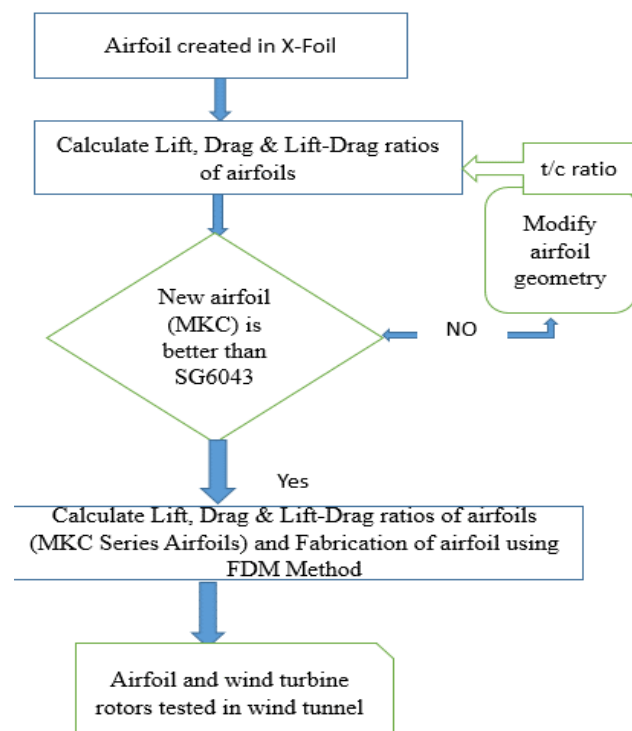 Airfoil created in X-Foil
Calculate Lift, Drag & Lift-Drag ratios
of airfoils
t/c ratio
Modify
airfoil
geometry
New airfoil
(MKC) is
better than
SG6043
NO
Yes
Calculate Lift, Drag & Lift-Drag ratios of airfoils
(MKC Series Airfoils) and Fabrication of airfoil using
FDM Method
Airfoil and wind turbine
rotors tested in wind tunnel